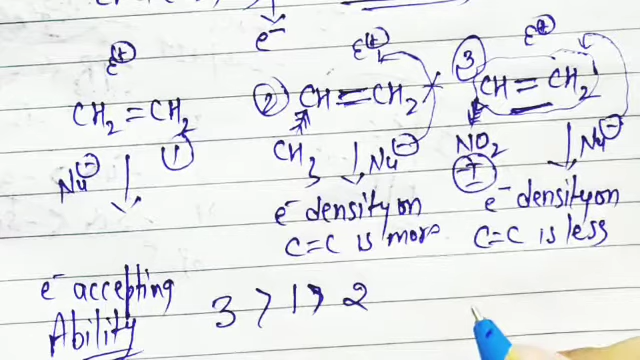 e⁻
E⊕
CH₂=CH₂
①
Nu⊖
② CH=CH₂
E⊕
CH₃
Nu⊖
e⁻ density on
C=C is more
③
E⊕
CH=CH₂
NO₂
⊕
Nu⊖
e⁻ density on
C=C is less
e⁻ accepting
Ability
3 > 1 > 2